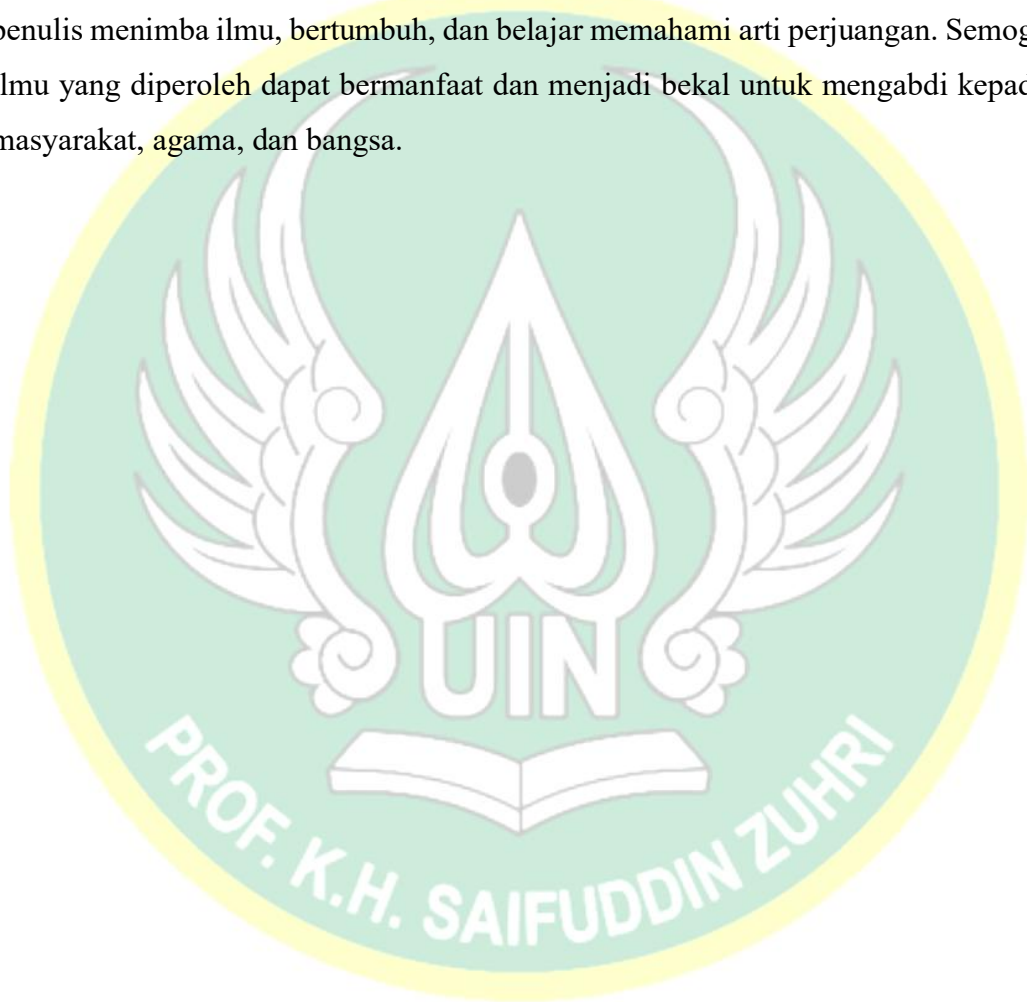 penulis menimba ilmu, bertumbuh, dan belajar memahami arti perjuangan. Semog
lmu yang diperoleh dapat bermanfaat dan menjadi bekal untuk mengabdi kepad
masyarakat, agama, dan bangsa.
UIN
PROF. K.H. SAIFUDDIN ZUHRI